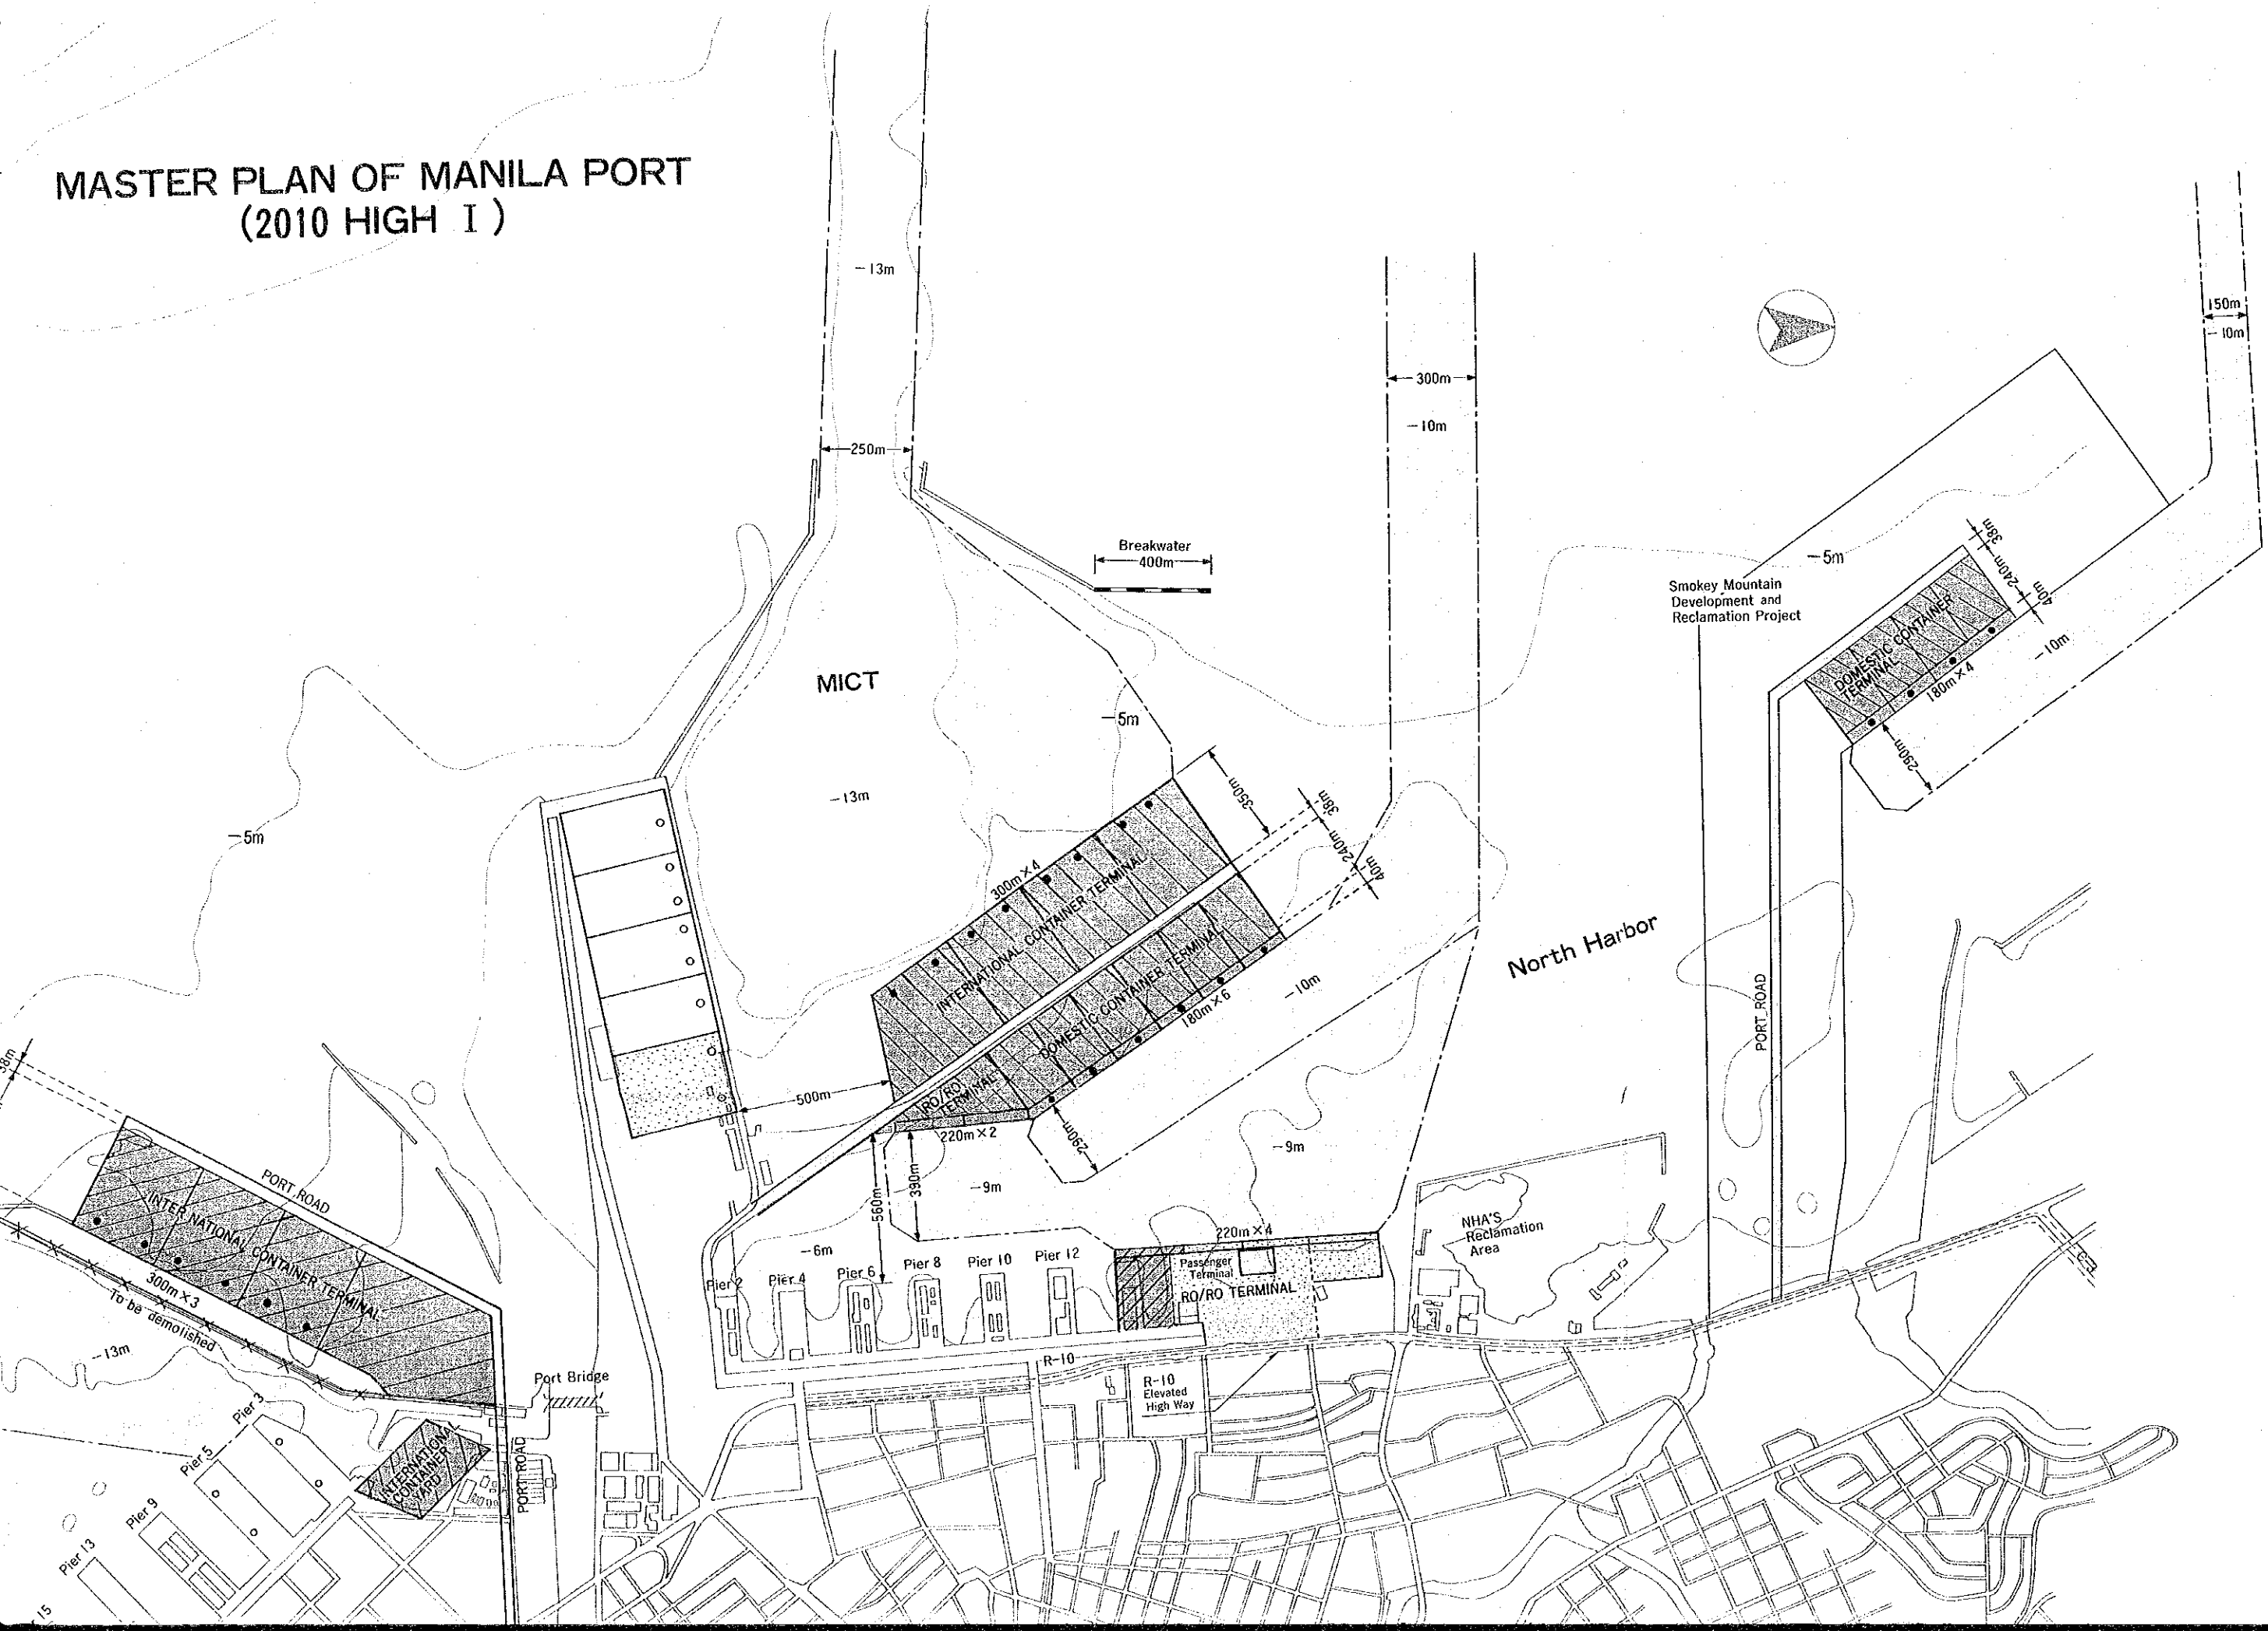 MASTER PLAN OF MANILA PORT
(2010 HIGH I )
-13m
250m
300m
-10m
150m
-10m
Breakwater
400m
MICT
-5m
-13m
-5m
Smokey Mountain
Development and
Reclamation Project
-5m
38m
240m
40m
DOMESTIC CONTAINER
TERMINAL
180m×4
-10m
290m
350m
38m
240m
40m
300m×4
INTERNATIONAL CONTAINER TERMINAL
DOMESTIC CONTAINER TERMINAL
180m×6
-10m
RO/RO
TERMINAL
220m×2
290m
500m
560m
390m
-9m
-9m
-6m
North Harbor
PORT ROAD
NHA'S
Reclamation
Area
220m×4
Passenger
Terminal
RO/RO TERMINAL
Pier 2
Pier 4
Pier 6
Pier 8
Pier 10
Pier 12
R-10
R-10
Elevated
High Way
38m
PORT ROAD
INTERNATIONAL CONTAINER TERMINAL
300m×3
To be demolished
-13m
Port Bridge
Pier 3
Pier 5
Pier 9
Pier 13
15
INTERNATIONAL
CONTAINER
YARD
PORT ROAD